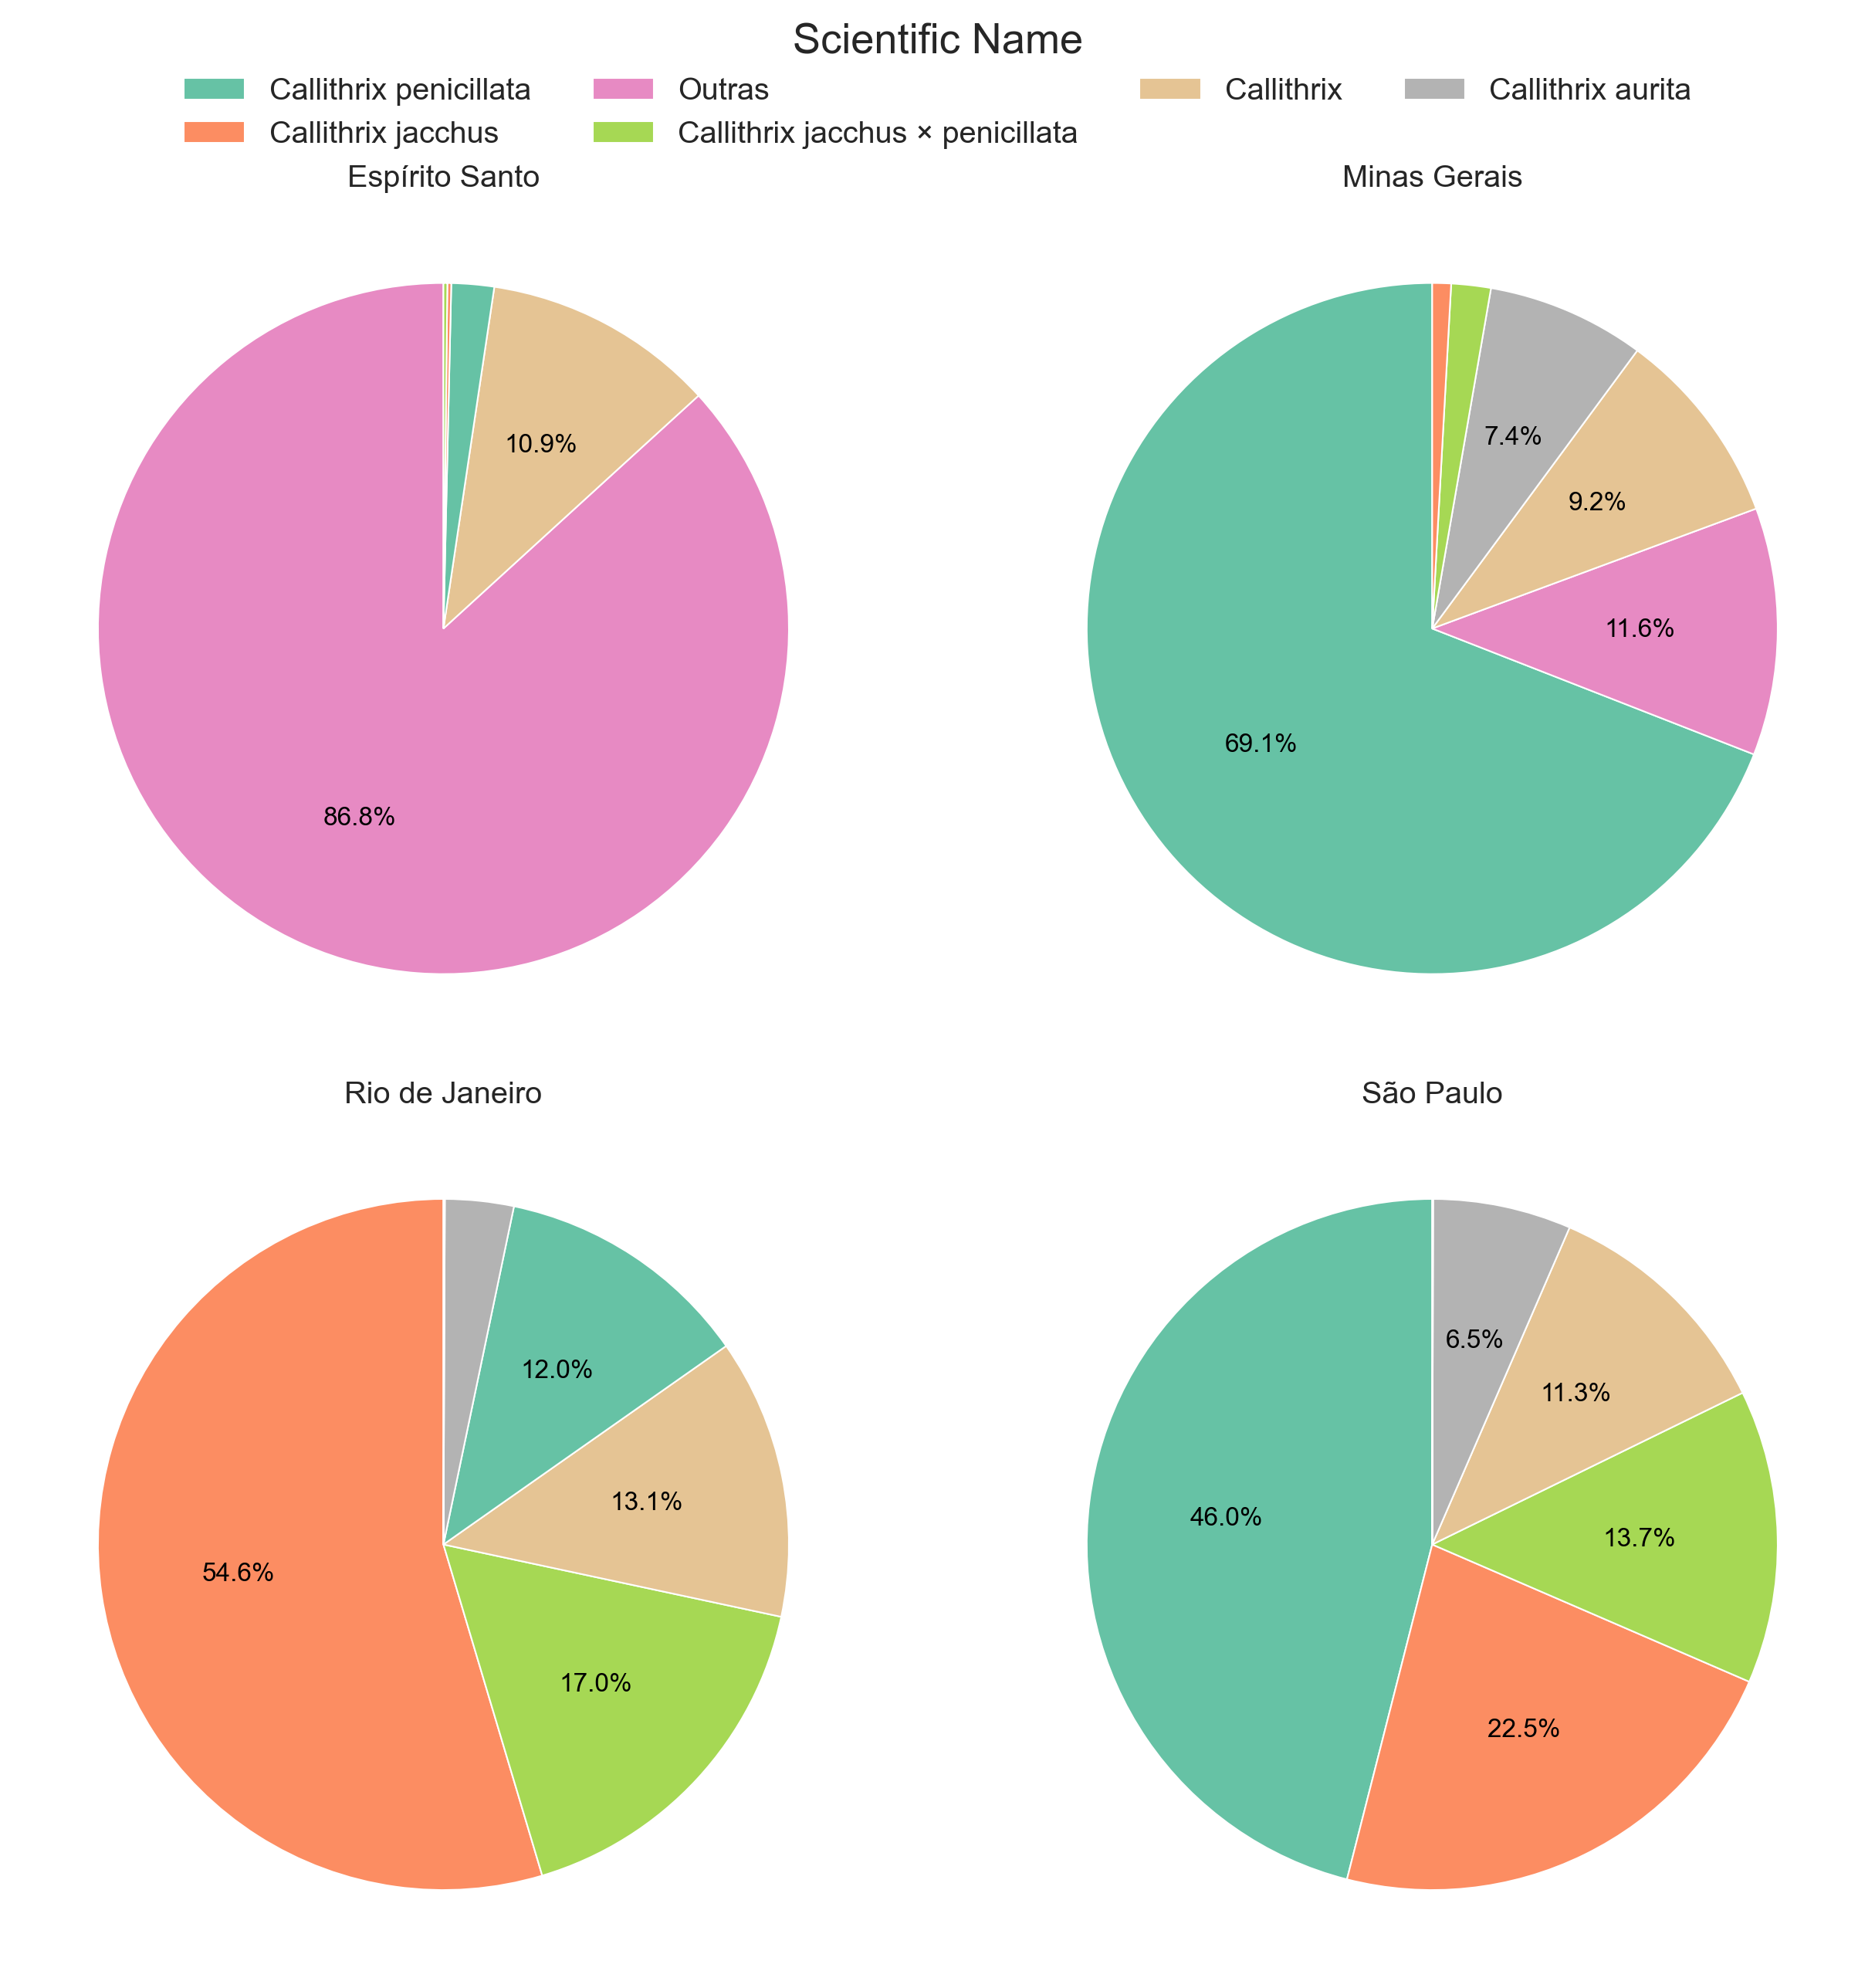 Scientific Name
Callithrix penicillata
Callithrix jacchus
Outras
Callithrix jacchus × penicillata
Callithrix
Callithrix aurita
Espírito Santo
10.9%
86.8%
Minas Gerais
7.4%
9.2%
11.6%
69.1%
Rio de Janeiro
12.0%
13.1%
54.6%
17.0%
São Paulo
6.5%
11.3%
46.0%
13.7%
22.5%